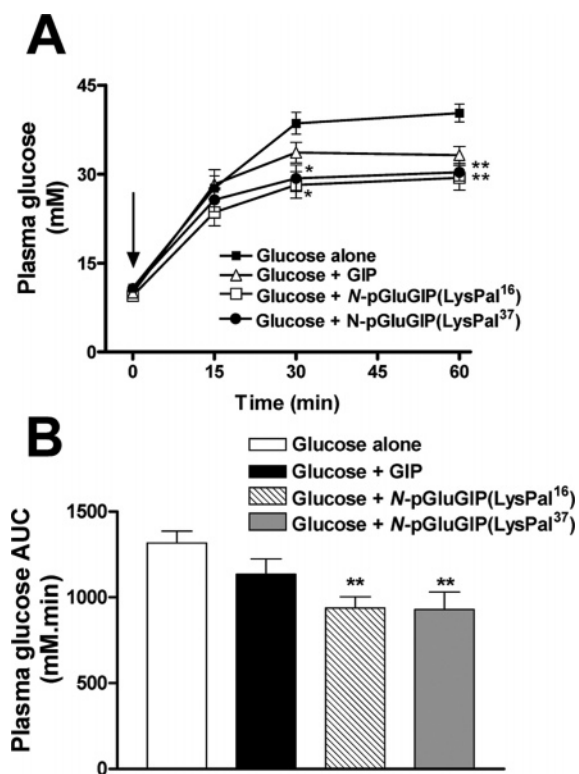 A
Plasma glucose
(mM)
45
30
15
0
*
*
**
**
Glucose alone
Glucose + GIP
Glucose + N-pGluGIP(LysPal16)
Glucose + N-pGluGIP(LysPal37)
0 15 30 45 60
Time (min)
B
Glucose alone
Glucose + GIP
Glucose + N-pGluGIP(LysPal16)
Glucose + N-pGluGIP(LysPal37)
Plasma glucose AUC
(mM.min)
1500
1000
500
0
** **